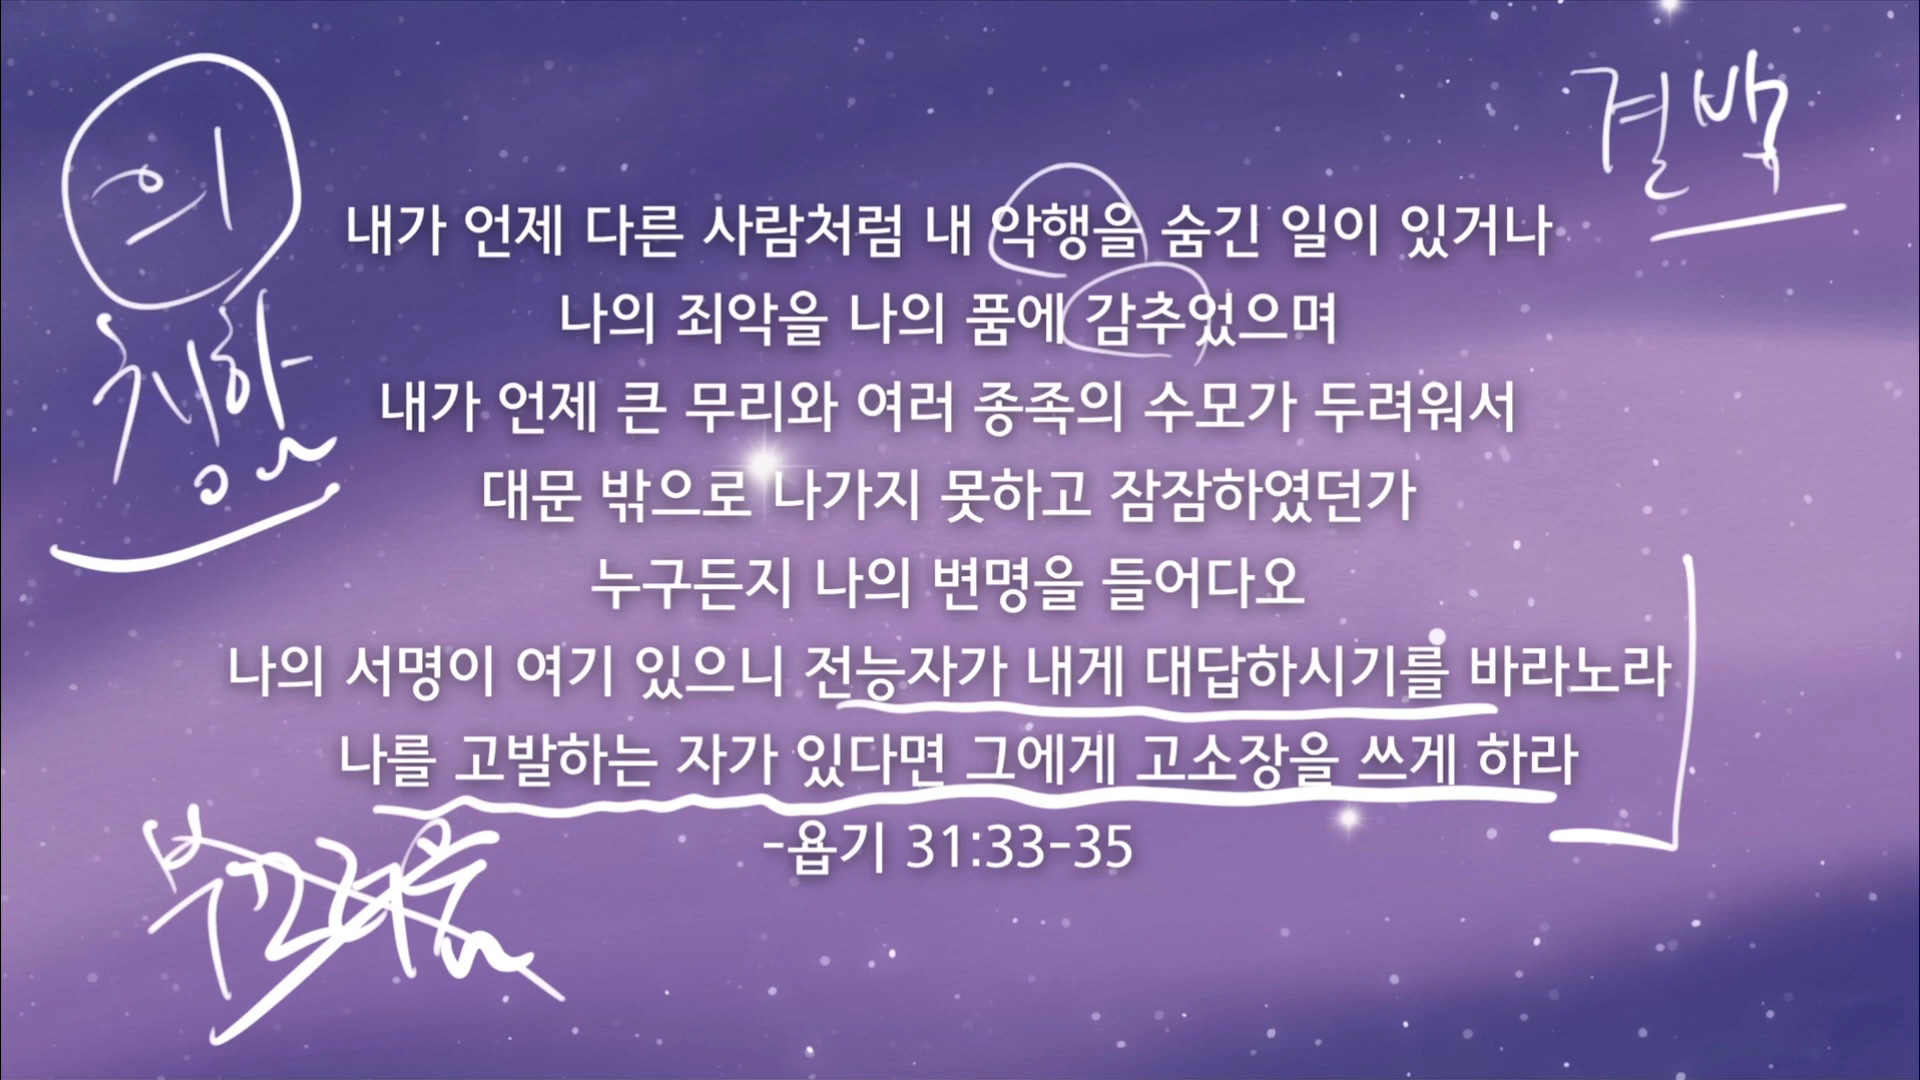 의
칭함
결백
내가 언제 다른 사람처럼 내 악행을 숨긴 일이 있거나
나의 죄악을 나의 품에 감추었으며
내가 언제 큰 무리와 여러 종족의 수모가 두려워서
대문 밖으로 나가지 못하고 잠잠하였던가
누구든지 나의 변명을 들어다오
나의 서명이 여기 있으니 전능자가 내게 대답하시기를 바라노라
나를 고발하는 자가 있다면 그에게 고소장을 쓰게 하라
-욥기 31:33-35
부끄러움